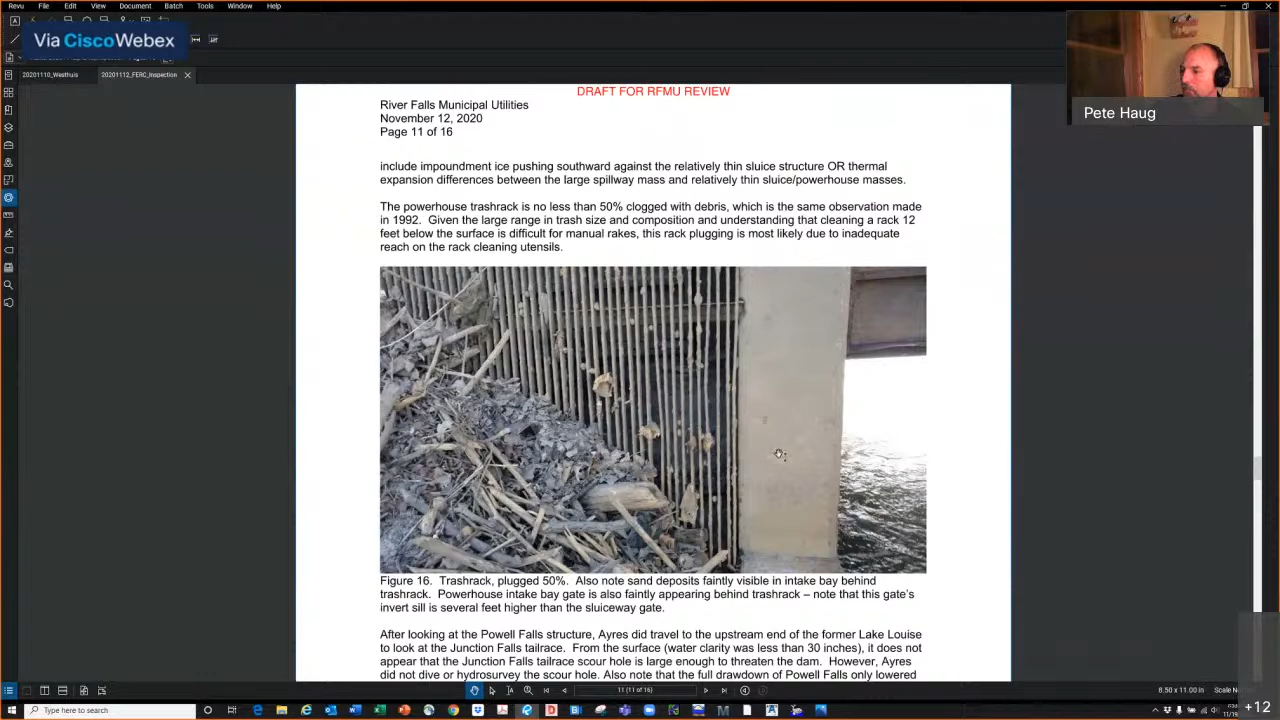 Revu File Edit View Document Batch Tools Window Help
Via CiscoWebex
20201110_Westhuis 20201112_FERC_Inspection
Pete Haug
DRAFT FOR RFMU REVIEW
River Falls Municipal Utilities
November 12, 2020
Page 11 of 16
include impoundment ice pushing southward against the relatively thin sluice structure OR thermal
expansion differences between the large spillway mass and relatively thin sluice/powerhouse masses.
The powerhouse trashrack is no less than 50% clogged with debris, which is the same observation made
in 1992. Given the large range in trash size and composition and understanding that cleaning a rack 12
feet below the surface is difficult for manual rakes, this rack plugging is most likely due to inadequate
reach on the rack cleaning utensils.
Figure 16. Trashrack, plugged 50%. Also note sand deposits faintly visible in intake bay behind
trashrack. Powerhouse intake bay gate is also faintly appearing behind trashrack – note that this gate's
invert sill is several feet higher than the sluiceway gate.
After looking at the Powell Falls structure, Ayres did travel to the upstream end of the former Lake Louise
to look at the Junction Falls tailrace. From the surface (water clarity was less than 30 inches), it does not
appear that the Junction Falls tailrace scour hole is large enough to threaten the dam. However, Ayres
did not dive or hydrosurvey the scour hole. Also note that the full drawdown of Powell Falls only lowered
11 (11 of 16)
8.50 x 11.00 in
Type here to search
+12